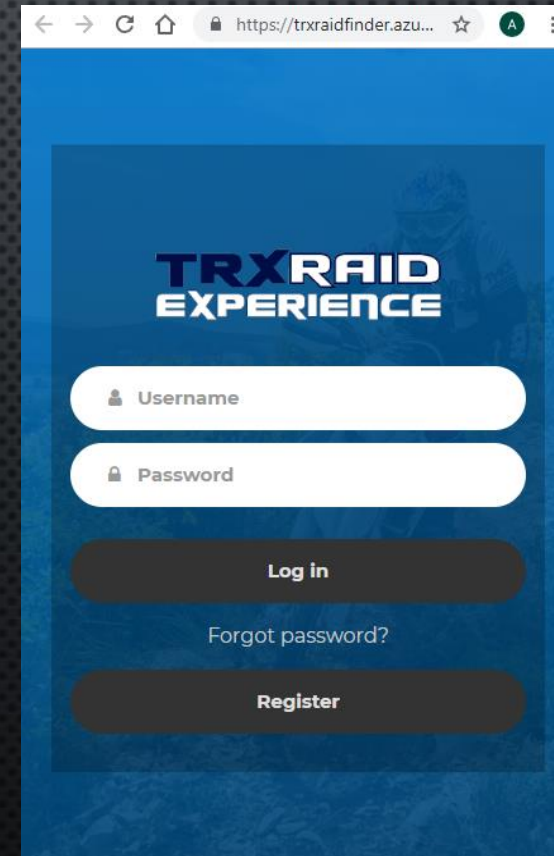 https://trxraidfinder.azu...
A
TRXRAID
EXPERIENCE
Username
Password
Log in
Forgot password?
Register